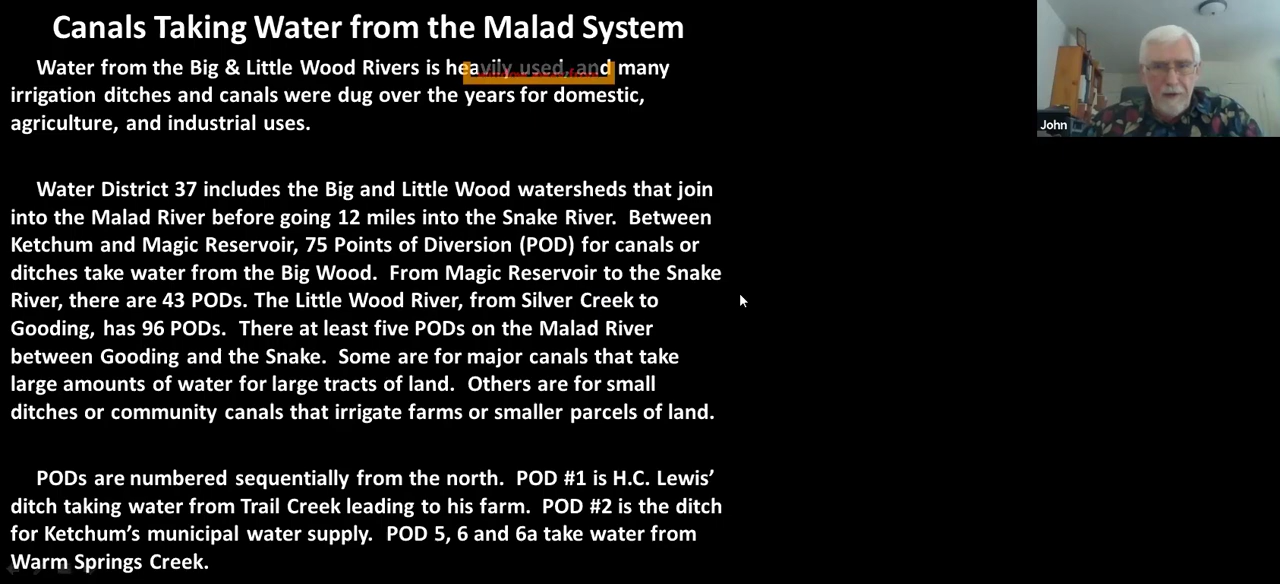 Canals Taking Water from the Malad System
Water from the Big & Little Wood Rivers is heavily used, and many
irrigation ditches and canals were dug over the years for domestic,
agriculture, and industrial uses.
Water District 37 includes the Big and Little Wood watersheds that join
into the Malad River before going 12 miles into the Snake River.  Between
Ketchum and Magic Reservoir, 75 Points of Diversion (POD) for canals or
ditches take water from the Big Wood.  From Magic Reservoir to the Snake
River, there are 43 PODs. The Little Wood River, from Silver Creek to
Gooding, has 96 PODs.  There at least five PODs on the Malad River
between Gooding and the Snake.  Some are for major canals that take
large amounts of water for large tracts of land.  Others are for small
ditches or community canals that irrigate farms or smaller parcels of land.
PODs are numbered sequentially from the north.  POD #1 is H.C. Lewis’
ditch taking water from Trail Creek leading to his farm.  POD #2 is the ditch
for Ketchum’s municipal water supply.  POD 5, 6 and 6a take water from
Warm Springs Creek.
John